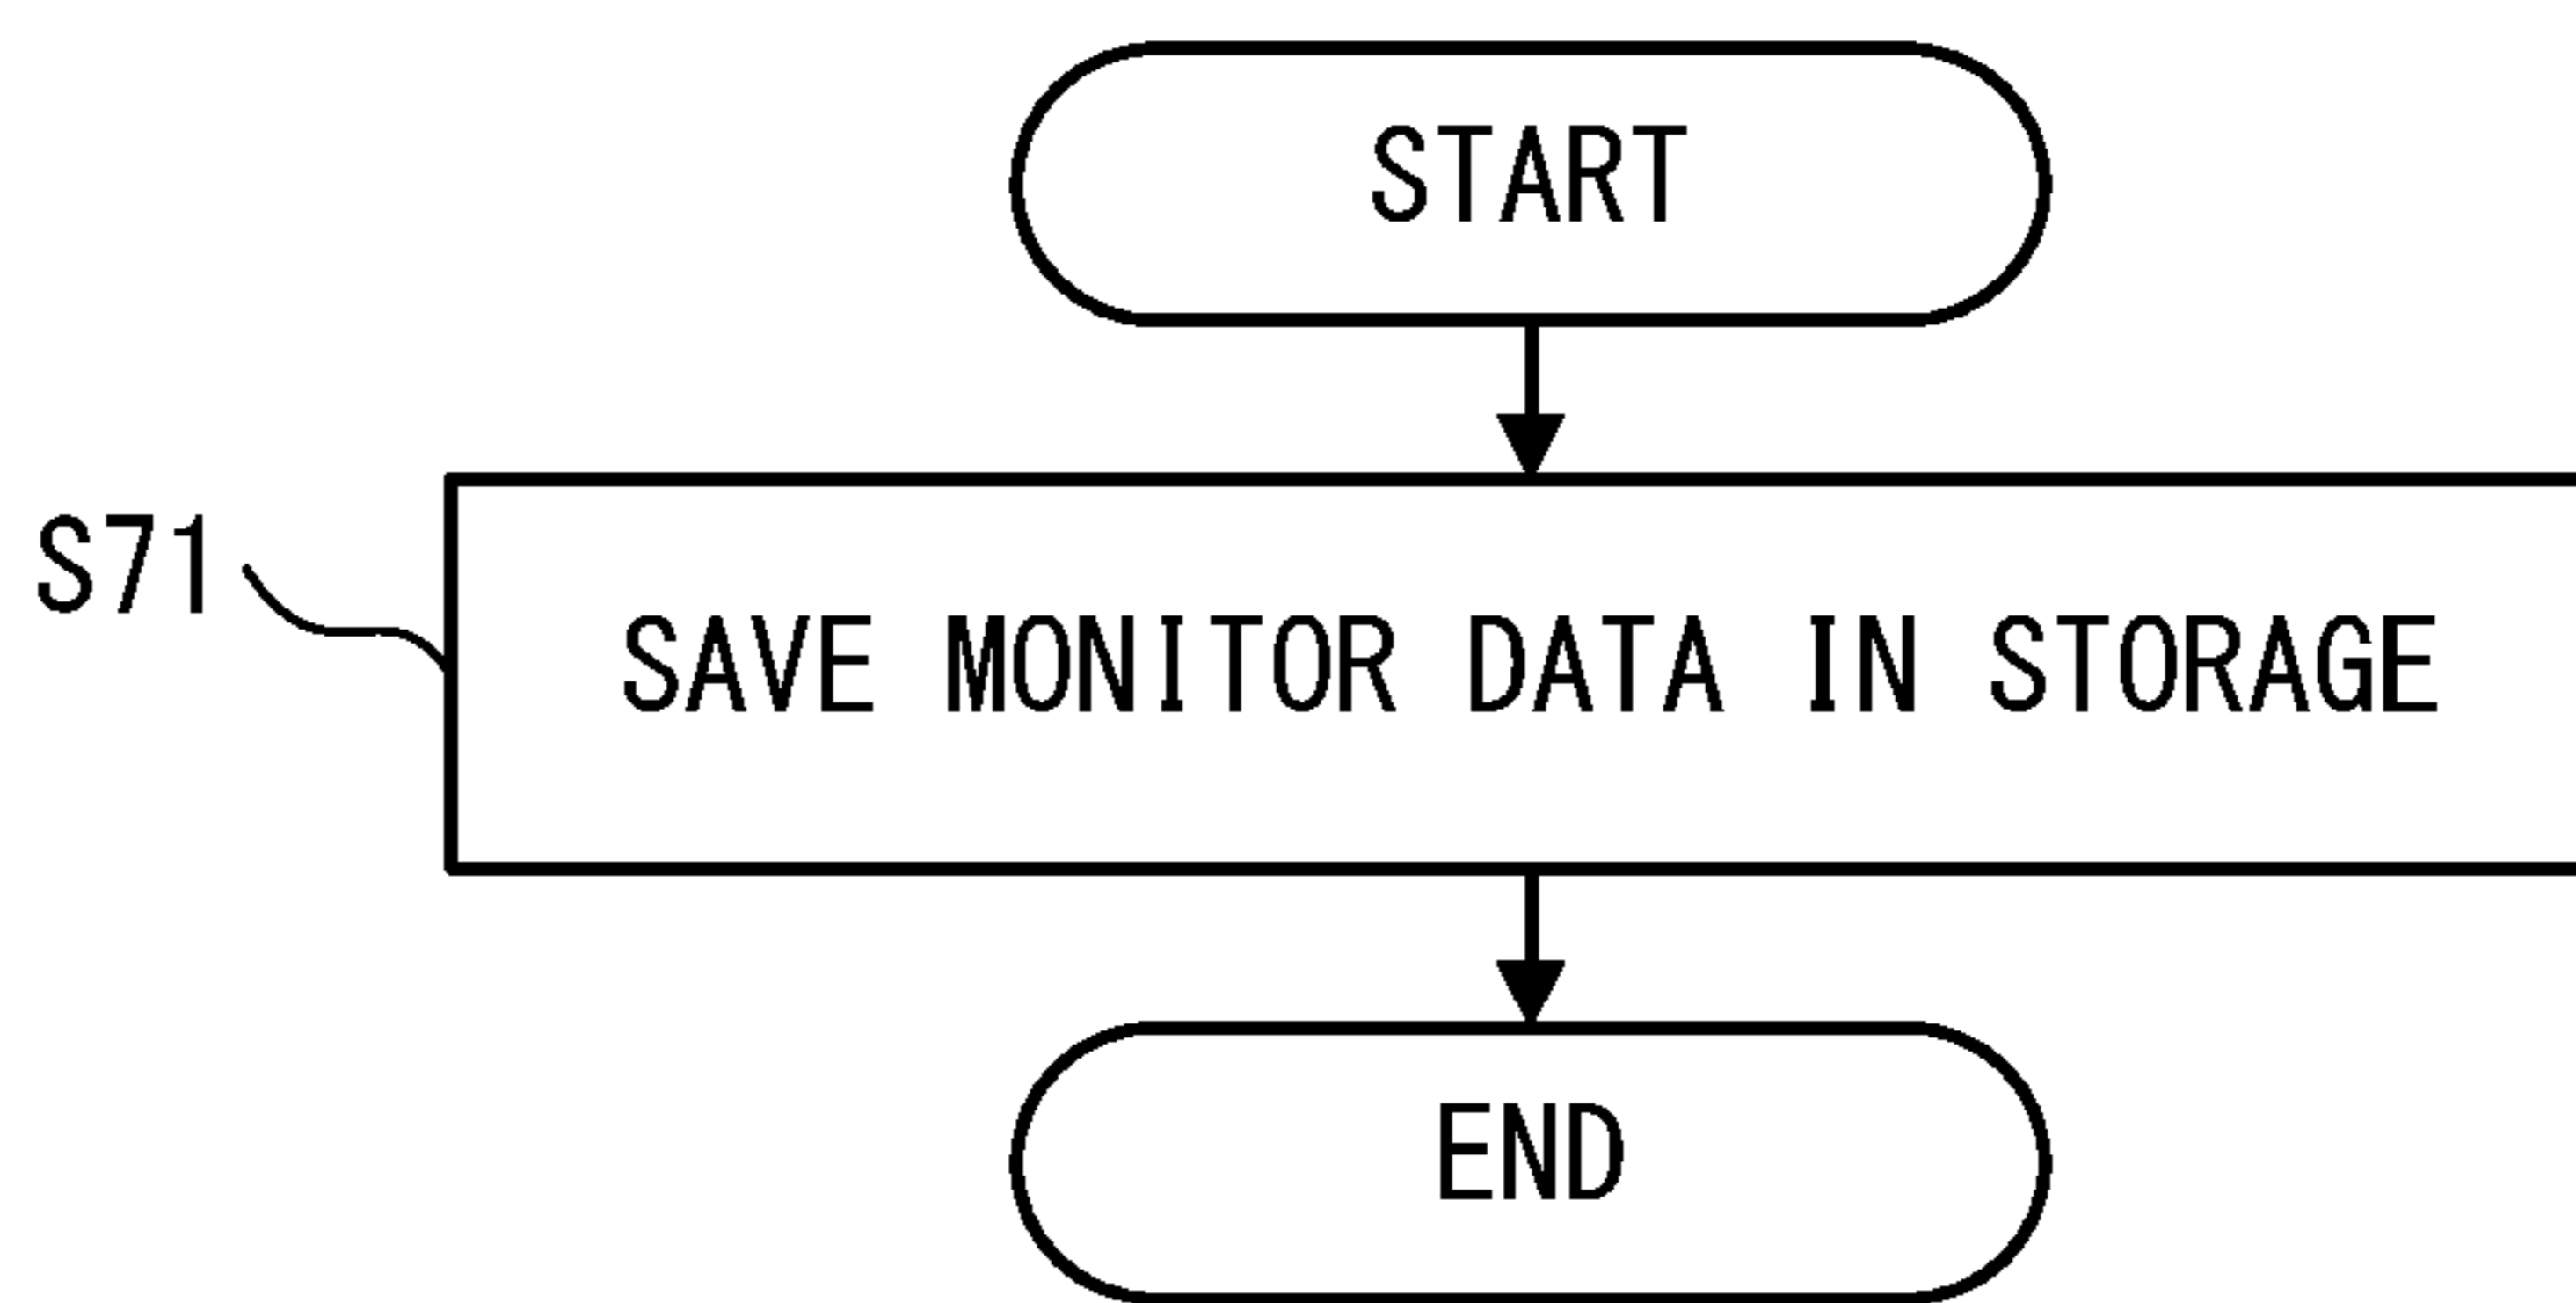 START
S71
SAVE MONITOR DATA IN STORAGE
END